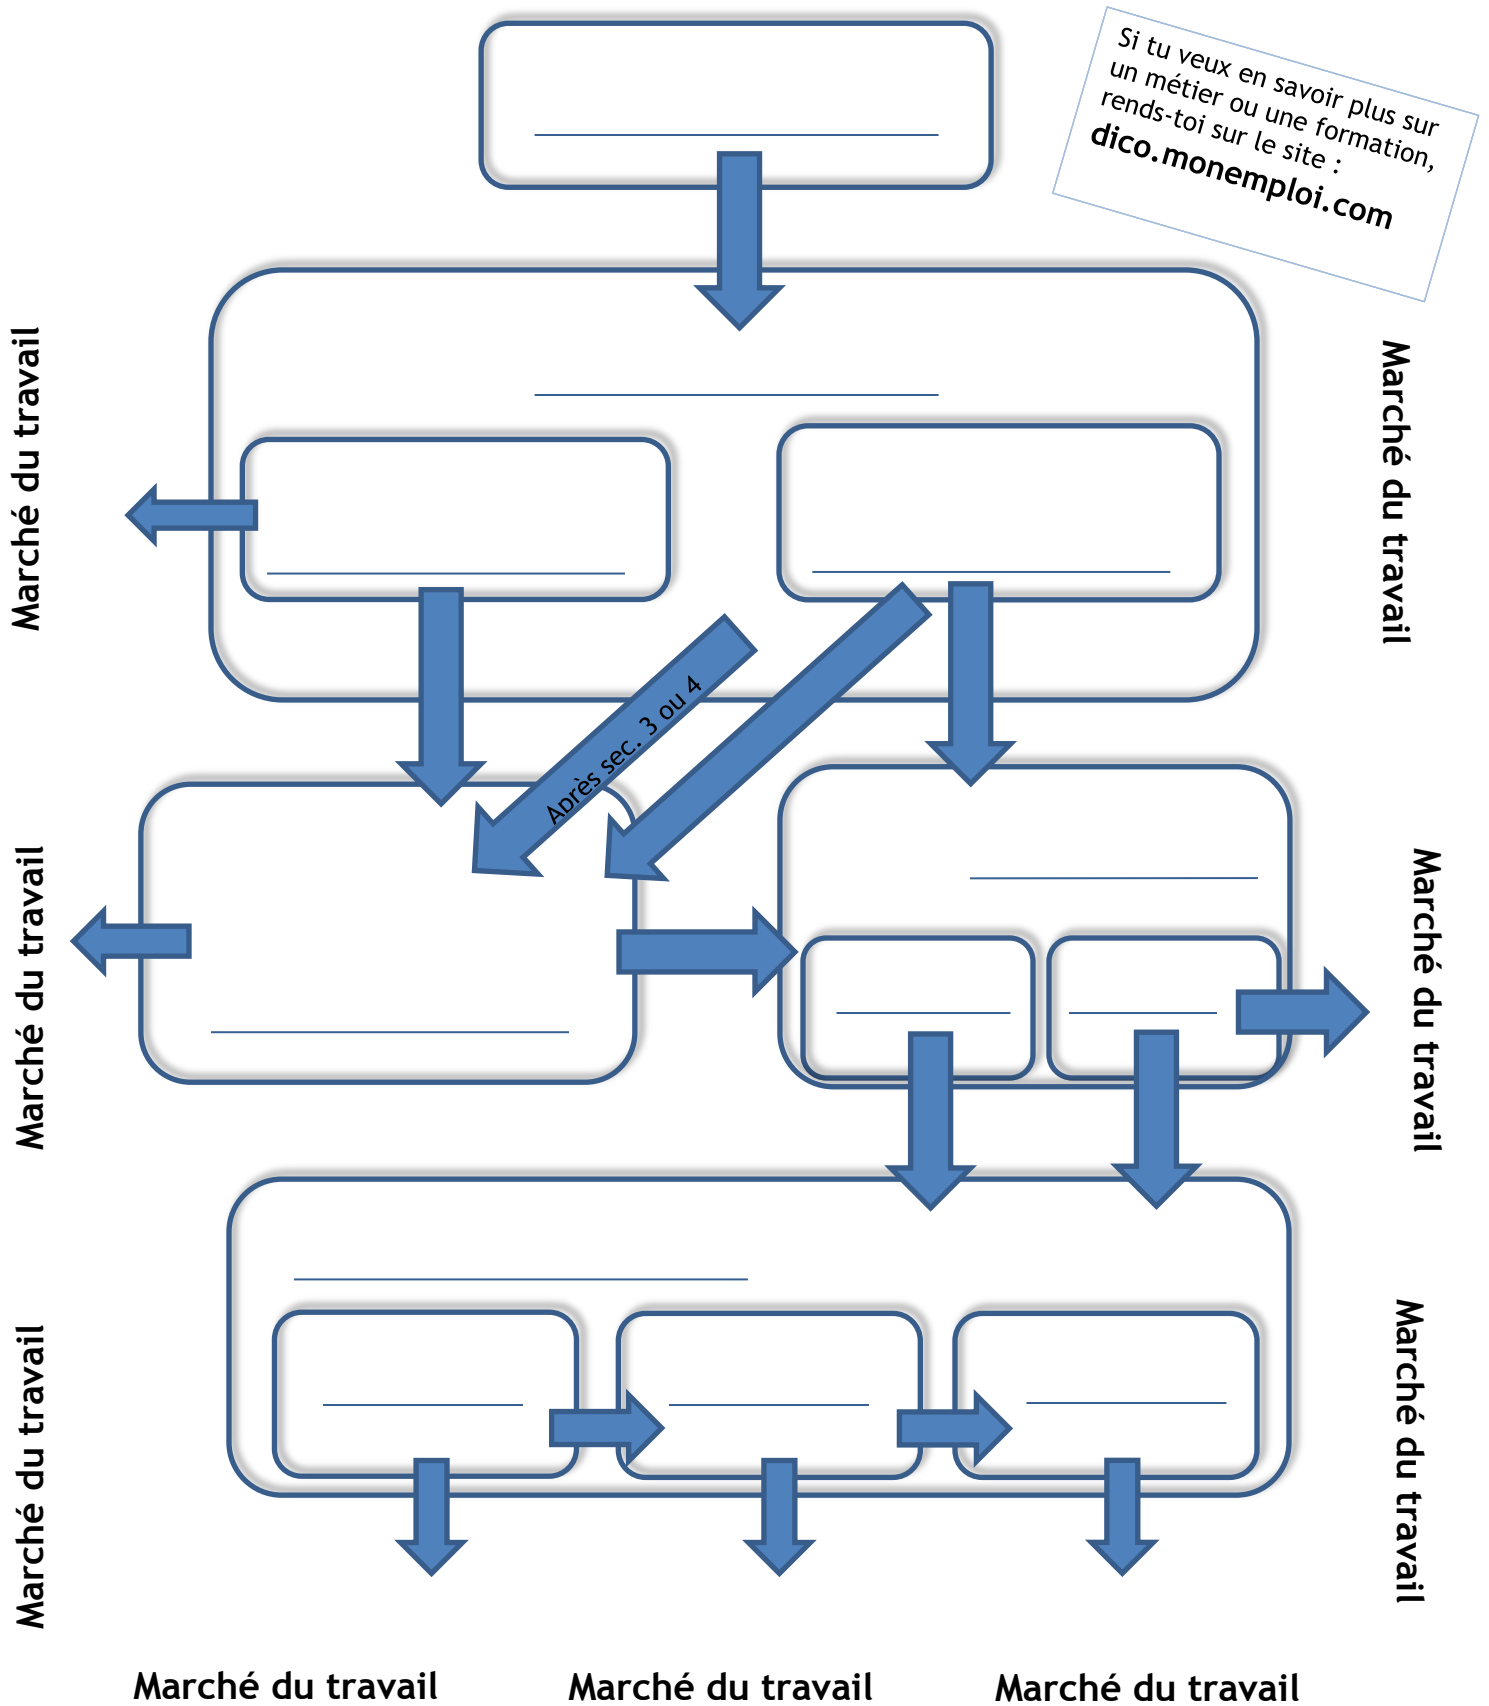 Si tu veux en savoir plus sur
un métier ou une formation,
rends-toi sur le site :
dico.monemploi.com
Marché du travail
Marché du travail
Après sec. 3 ou 4
Marché du travail
Marché du travail
Marché du travail
Marché du travail
Marché du travail
Marché du travail
Marché du travail